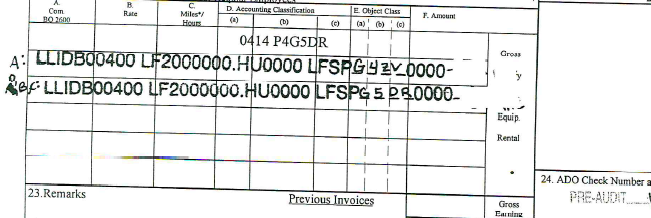 A. Com. BO 2600 B. Rate C. Miles*/ Hours D. Accounting Classification (a) (b) (c) E. Object Class (a) (b) (c) F. Amount
0414 P4G5DR
Gross
A: LLIDB00400 LF2000000.HU0000 LFSPG4ZV0000-
y
B/C: LLIDB00400 LF2000000.HU0000 LFSPG5DR0000-
Equip.
Rental
24. ADO Check Number a
23.Remarks Previous Invoices
PRE-AUDIT
Gross
Earning